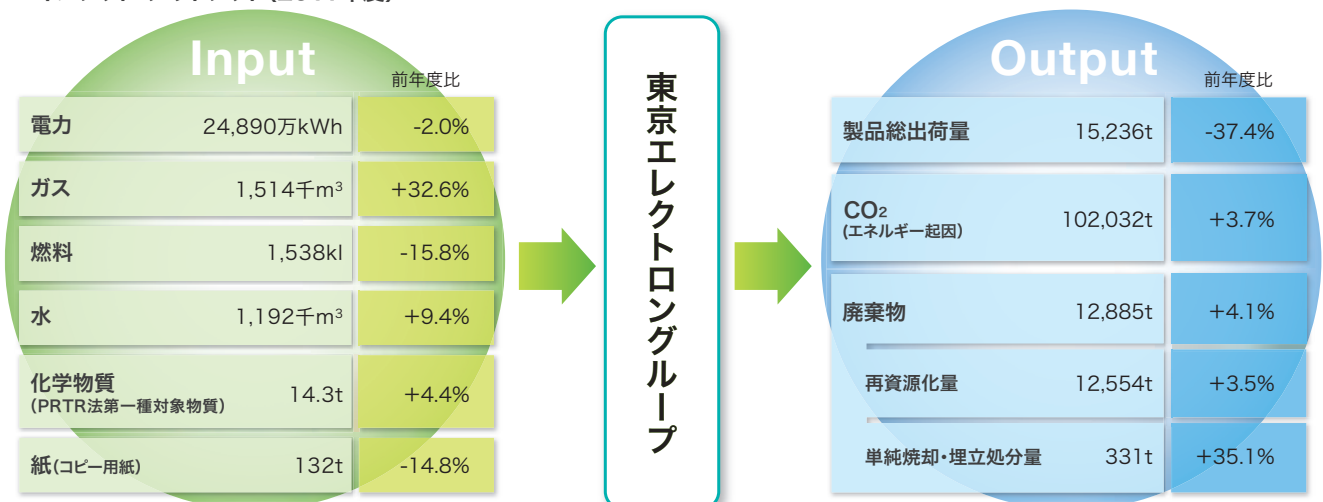 Input
前年度比
電力 24,890万kWh -2.0%
ガス 1,514千m³ +32.6%
燃料 1,538kl -15.8%
水 1,192千m³ +9.4%
化学物質
(PRTR法第一種対象物質) 14.3t +4.4%
紙(コピー用紙) 132t -14.8%
東京エレクトロングループ
Output
前年度比
製品総出荷量 15,236t -37.4%
CO₂
(エネルギー起因) 102,032t +3.7%
廃棄物 12,885t +4.1%
再資源化量 12,554t +3.5%
単純焼却・埋立処分量 331t +35.1%